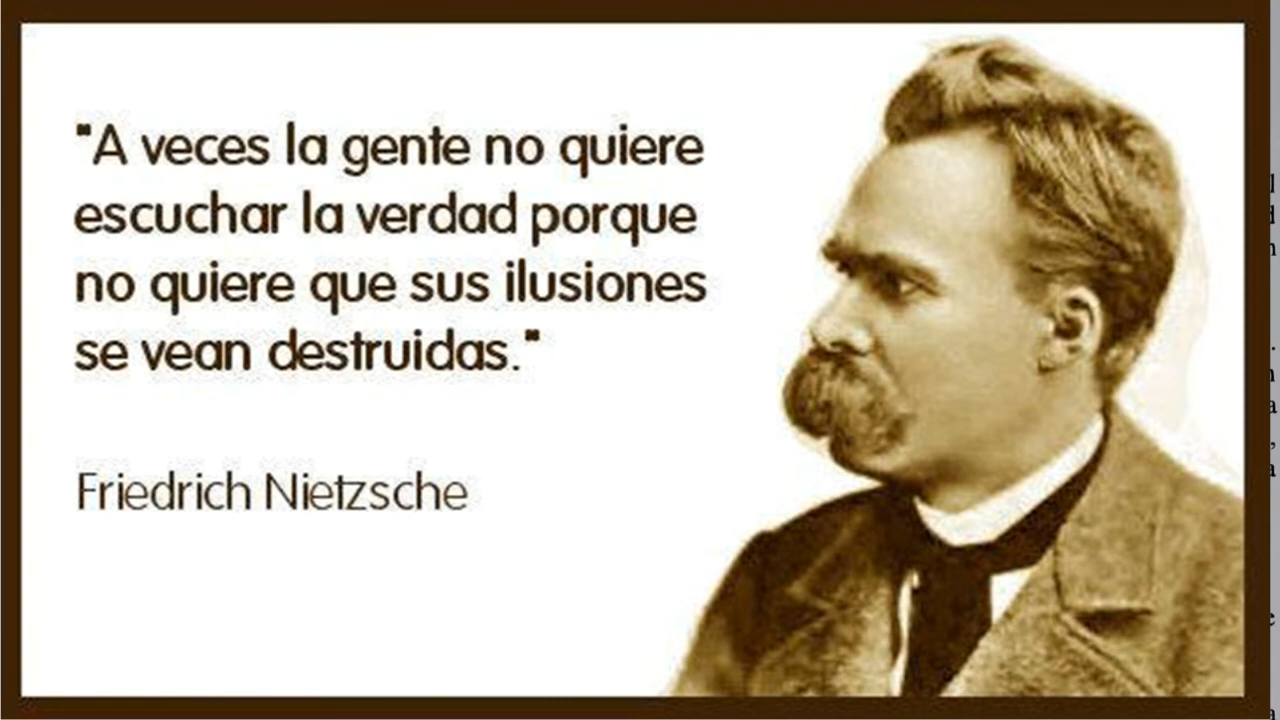 "A veces la gente no quiere
escuchar la verdad porque
no quiere que sus ilusiones
se vean destruidas."
Friedrich Nietzsche